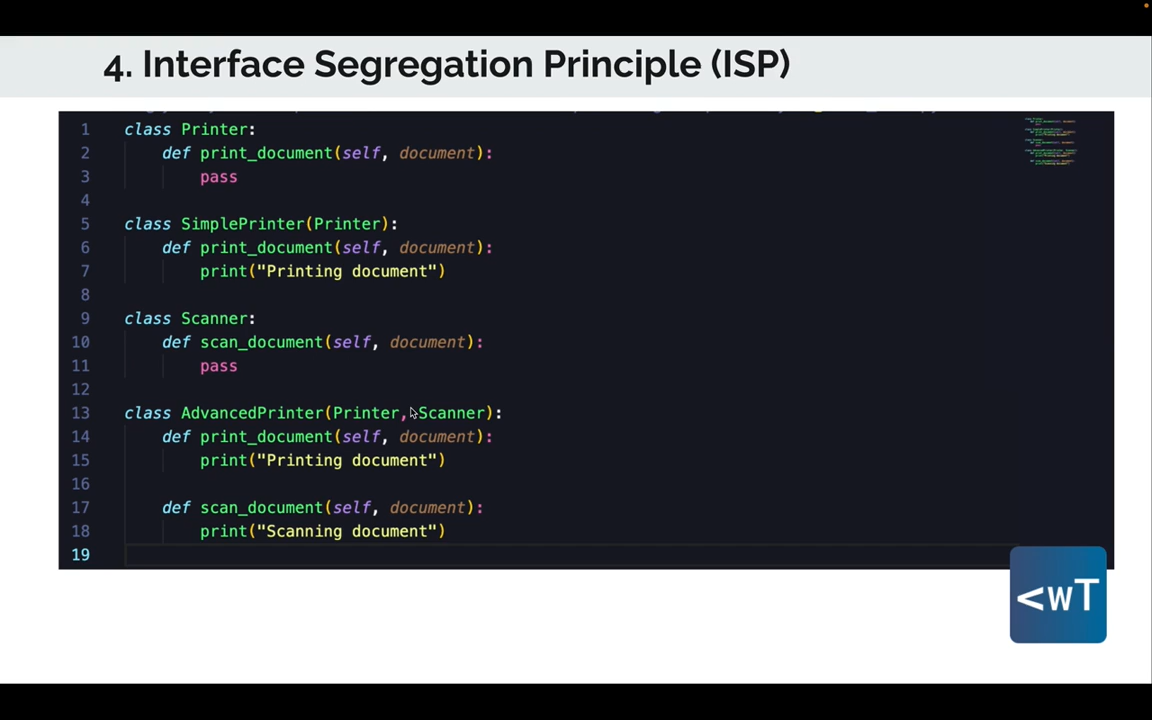 4. Interface Segregation Principle (ISP)
1 class Printer:
2     def print_document(self, document):
3         pass
4
5 class SimplePrinter(Printer):
6     def print_document(self, document):
7         print("Printing document")
8
9 class Scanner:
10     def scan_document(self, document):
11         pass
12
13 class AdvancedPrinter(Printer, Scanner):
14     def print_document(self, document):
15         print("Printing document")
16
17     def scan_document(self, document):
18         print("Scanning document")
19
<wT